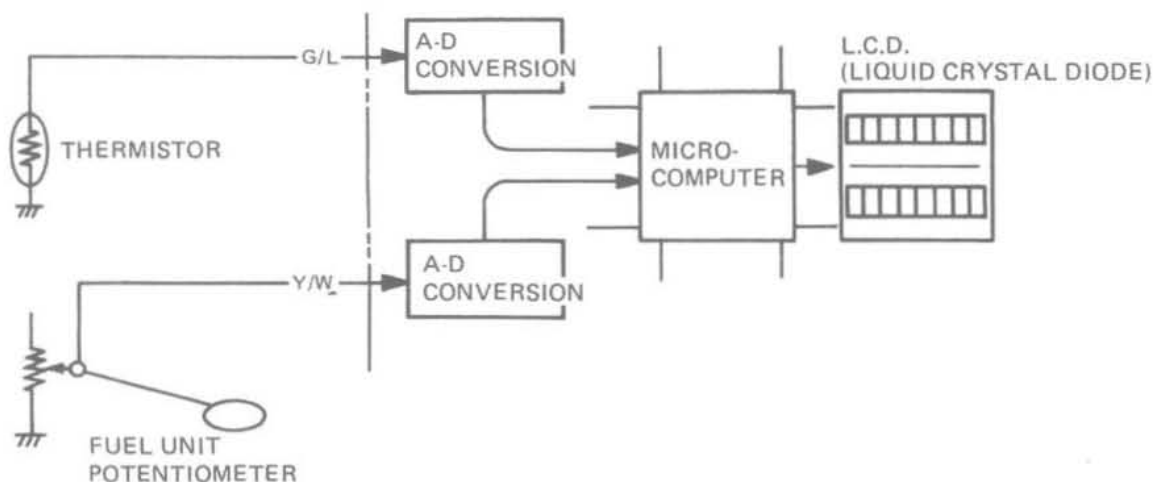 G/L
A-D
CONVERSION
L.C.D.
(LIQUID CRYSTAL DIODE)
THERMISTOR
MICRO-
COMPUTER
Y/W
A-D
CONVERSION
FUEL UNIT
POTENTIOMETER